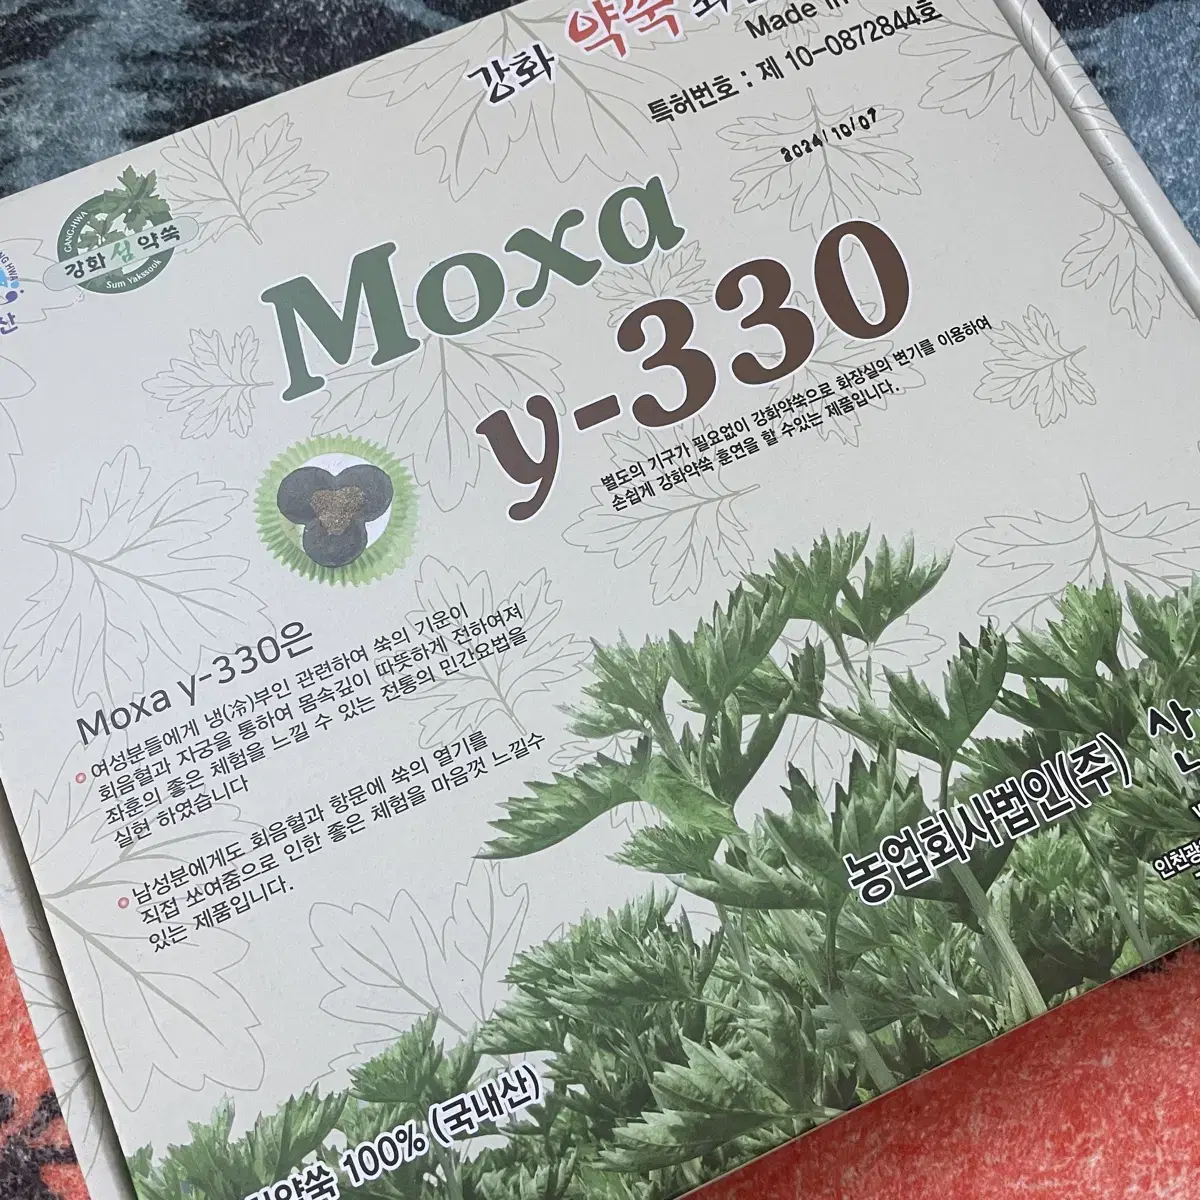 강화 약쑥
Made in
특허번호 : 제 10-0872844호
2024/10/07
GANG-HWA
강화 섬 약쑥
Sum Yakssook
산
Moxa
y-330
별도의 기구가 필요없이 강화약쑥으로 화장실의 변기를 이용하여
손쉽게 강화약쑥 훈연을 할 수있는 제품입니다.
Moxa y-330은
여성분들에게 냉(冷)부인 관련하여 쑥의 기운이
회음혈과 자궁을 통하여 몸속깊이 따뜻하게 전하여져
좌훈의 좋은 체험을 느낄 수 있는 전통의 민간요법을
실현 하였습니다
남성분에게도 회음혈과 항문에 쑥의 열기를
직접 쏘여줌으로 인한 좋은 체험을 마음껏 느낄수
있는 제품입니다.
농업회사법인(주)
인천광
약쑥 100% (국내산)